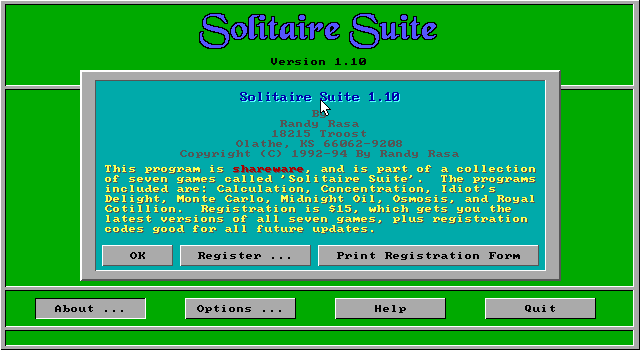 Solitaire Suite
Version 1.10
Solitaire Suite 1.10
By
Randy Rasa
18215 Troost
Olathe, KS 66062-9208
Copyright (C) 1992-94 By Randy Rasa
This program is shareware, and is part of a collection
of seven games called 'Solitaire Suite'. The programs
included are: Calculation, Concentration, Idiot's
Delight, Monte Carlo, Midnight Oil, Osmosis, and Royal
Cotillion. Registration is $15, which gets you the
latest versions of all seven games, plus registration
codes good for all future updates.
OK Register ... Print Registration Form
About ... Options ... Help Quit